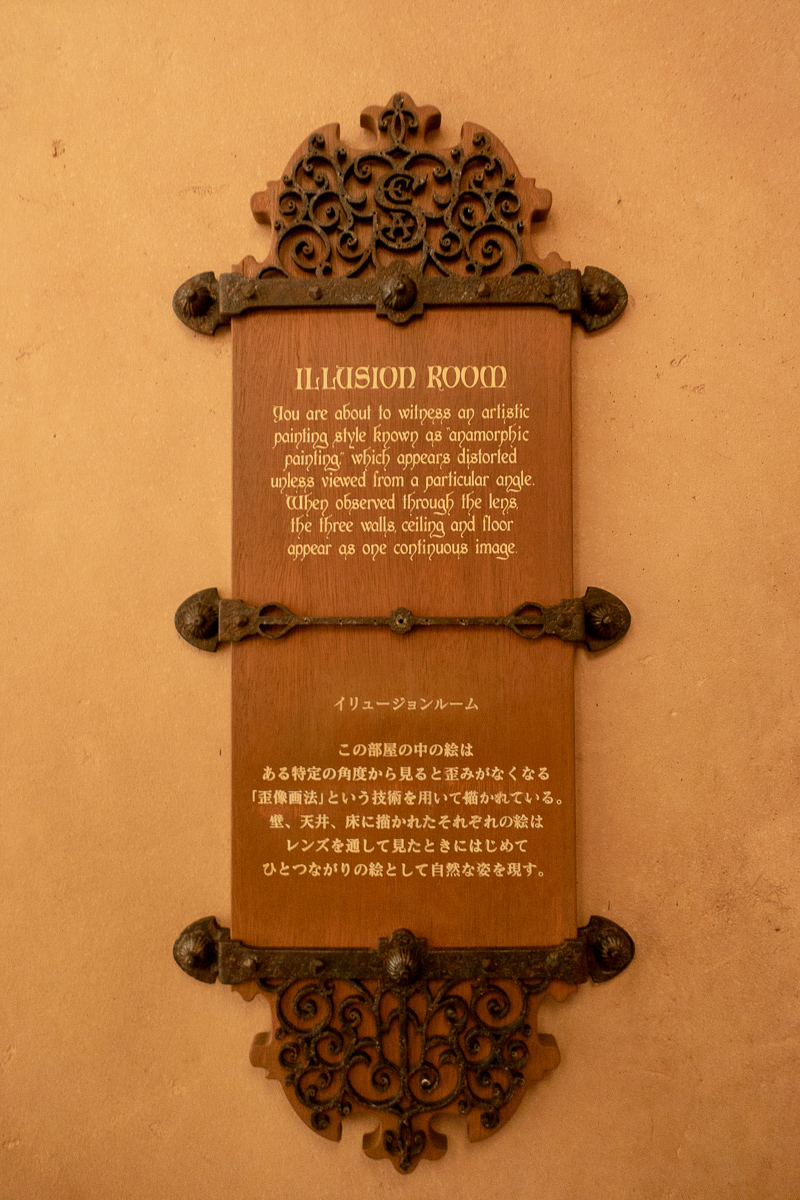 ILLUSION ROOM
You are about to witness an artistic
painting style known as "anamorphic
painting," which appears distorted
unless viewed from a particular angle.
When observed through the lens,
the three walls, ceiling and floor
appear as one continuous image.
イリュージョンルーム
この部屋の中の絵は
ある特定の角度から見ると歪みがなくなる
「歪像画法」という技術を用いて描かれている。
壁、天井、床に描かれたそれぞれの絵は
レンズを通して見たときにはじめて
ひとつながりの絵として自然な姿を現す。